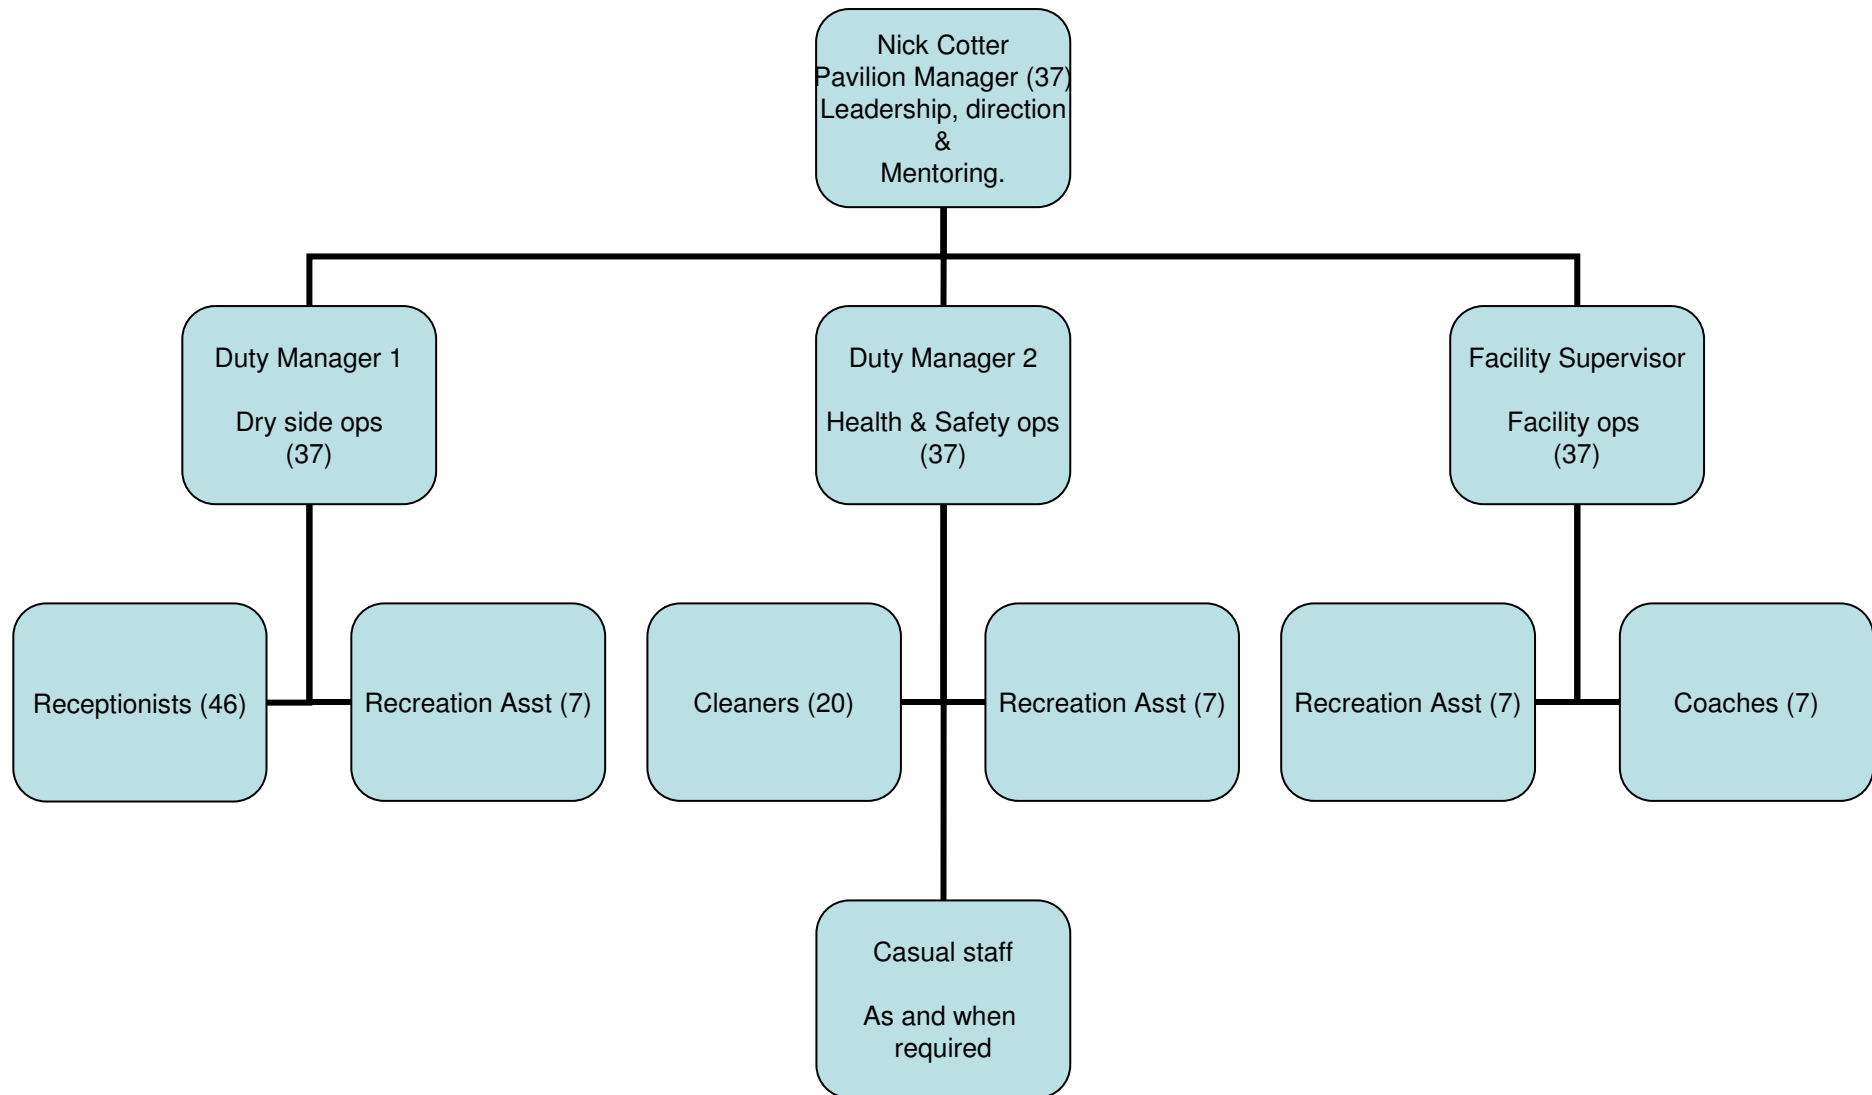 Nick Cotter
Pavilion Manager (37)
Leadership, direction
&
Mentoring.
Duty Manager 1
Dry side ops
(37)
Duty Manager 2
Health & Safety ops
(37)
Facility Supervisor
Facility ops
(37)
Receptionists (46)
Recreation Asst (7)
Cleaners (20)
Recreation Asst (7)
Recreation Asst (7)
Coaches (7)
Casual staff
As and when
required